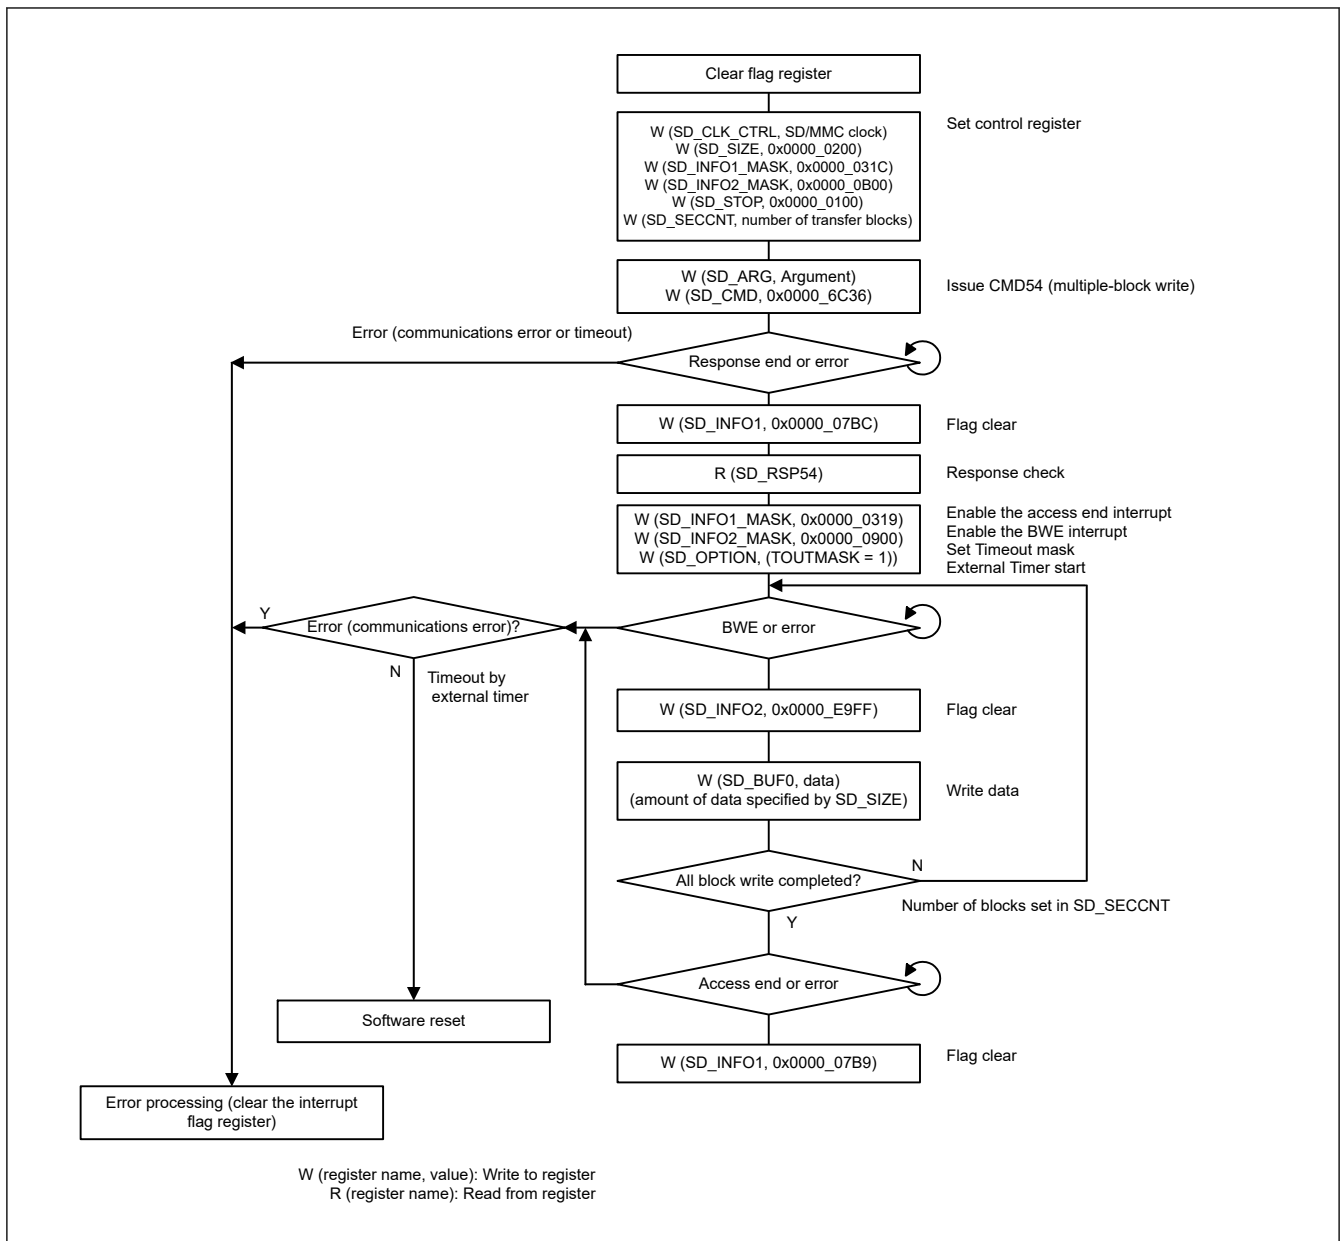 Clear flag register
W (SD_CLK_CTRL, SD/MMC clock)
W (SD_SIZE, 0x0000_0200)
W (SD_INFO1_MASK, 0x0000_031C)
W (SD_INFO2_MASK, 0x0000_0B00)
W (SD_STOP, 0x0000_0100)
W (SD_SECCNT, number of transfer blocks)
Set control register
W (SD_ARG, Argument)
W (SD_CMD, 0x0000_6C36)
Issue CMD54 (multiple-block write)
Error (communications error or timeout)
Response end or error
W (SD_INFO1, 0x0000_07BC)
Flag clear
R (SD_RSP54)
Response check
W (SD_INFO1_MASK, 0x0000_0319)
W (SD_INFO2_MASK, 0x0000_0900)
W (SD_OPTION, (TOUTMASK = 1))
Enable the access end interrupt
Enable the BWE interrupt
Set Timeout mask
External Timer start
Y
Error (communications error)?
BWE or error
N
Timeout by
external timer
W (SD_INFO2, 0x0000_E9FF)
Flag clear
W (SD_BUF0, data)
(amount of data specified by SD_SIZE)
Write data
All block write completed?
N
Number of blocks set in SD_SECCNT
Y
Access end or error
Software reset
W (SD_INFO1, 0x0000_07B9)
Flag clear
Error processing (clear the interrupt
flag register)
W (register name, value): Write to register
R (register name): Read from register